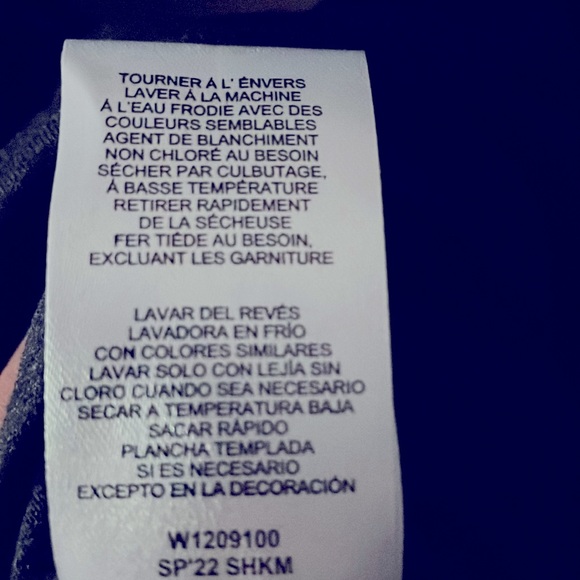 TOURNER Á L' ÉNVERS
LAVER Á LA MACHINE
Á L'EAU FRODIE AVEC DES
COULEURS SEMBLABLES
AGENT DE BLANCHIMENT
NON CHLORÉ AU BESOIN
SÉCHER PAR CULBUTAGE,
Á BASSE TEMPÉRATURE
RETIRER RAPIDEMENT
DE LA SÉCHEUSE
FER TIÉDE AU BESOIN,
EXCLUANT LES GARNITURE
LAVAR DEL REVÉS
LAVADORA EN FRÍO
CON COLORES SIMILARES
LAVAR SOLO CON LEJÍA SIN
CLORO CUANDO SEA NECESARIO
SECAR A TEMPERATURA BAJA
SACAR RÁPIDO
PLANCHA TEMPLADA
SI ES NECESARIO
EXCEPTO EN LA DECORACIÓN
W1209100
SP'22 SHKM